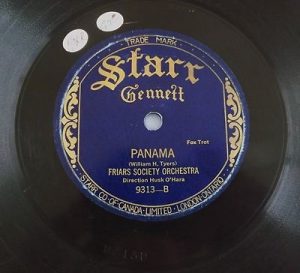 TRADE MARK
Starr
Gennett
Fox Trot
PANAMA
(William H. Tyers)
FRIARS SOCIETY ORCHESTRA
Direction Husk O'Hara
9313-B
STARR CO. OF CANADA-LIMITED-LONDON-ONTARIO